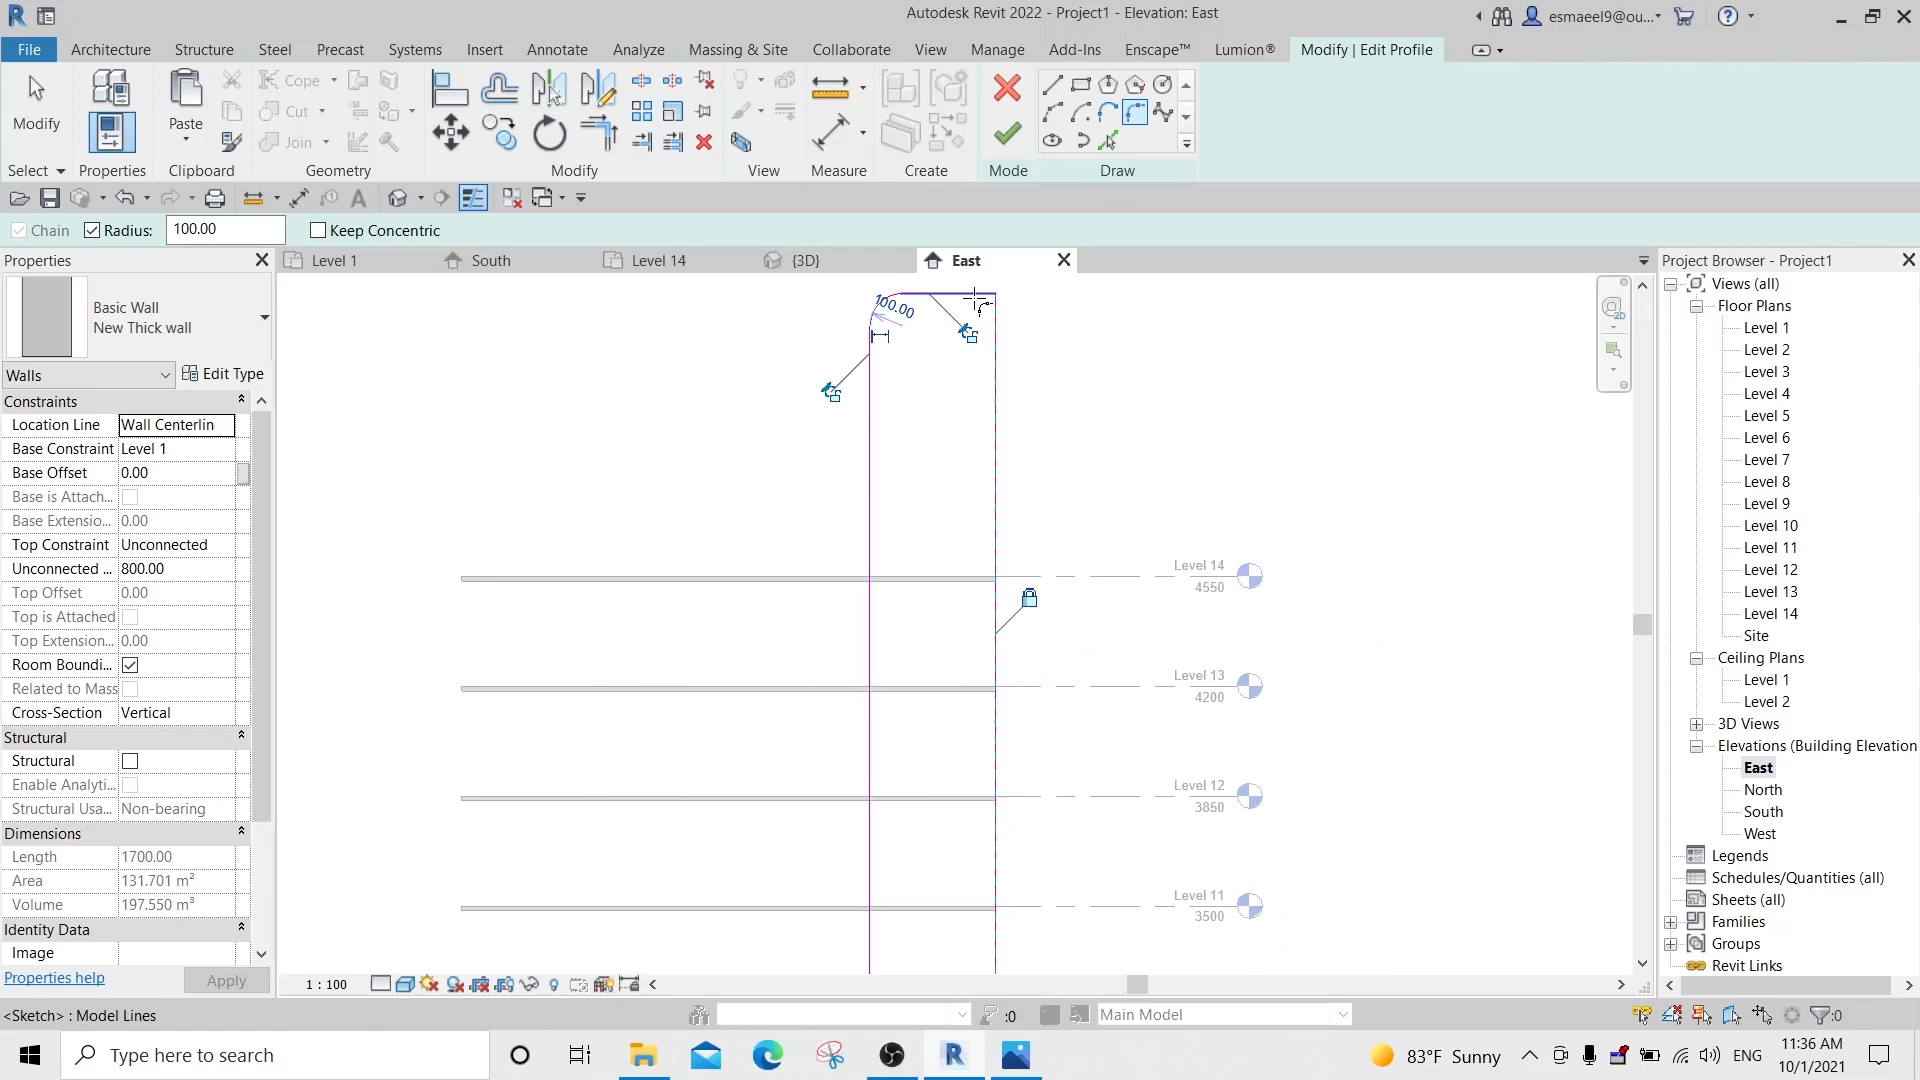 Autodesk Revit 2022 - Project1 - Elevation: East
esmaeel9@ou...
File
Architecture
Structure
Steel
Precast
Systems
Insert
Annotate
Analyze
Massing & Site
Collaborate
View
Manage
Add-Ins
Enscape™
Lumion®
Modify | Edit Profile
Modify
Paste
Cope
Cut
Join
Select
Properties
Clipboard
Geometry
Modify
View
Measure
Create
Mode
Draw
Chain
Radius:
100.00
Keep Concentric
Properties
Level 1
South
Level 14
{3D}
East
Project Browser - Project1
Basic Wall
New Thick wall
Walls
Edit Type
Constraints
Location Line Wall Centerlin
Base Constraint Level 1
Base Offset 0.00
Base is Attach...
Base Extensio... 0.00
Top Constraint Unconnected
Unconnected ... 800.00
Top Offset 0.00
Top is Attached
Top Extension... 0.00
Room Boundi...
Related to Mass
Cross-Section Vertical
Structural
Structural
Enable Analyti...
Structural Usa... Non-bearing
Dimensions
Length 1700.00
Area 131.701 m²
Volume 197.550 m³
Identity Data
Image
Properties help
Apply
100.00
Level 14
4550
Level 13
4200
Level 12
3850
Level 11
3500
2D
Views (all)
Floor Plans
Level 1
Level 2
Level 3
Level 4
Level 5
Level 6
Level 7
Level 8
Level 9
Level 10
Level 11
Level 12
Level 13
Level 14
Site
Ceiling Plans
Level 1
Level 2
3D Views
Elevations (Building Elevation
East
North
South
West
Legends
Schedules/Quantities (all)
Sheets (all)
Families
Groups
Revit Links
1 : 100
<Sketch> : Model Lines
:0
Main Model
:0
Type here to search
83°F Sunny
ENG
11:36 AM
10/1/2021